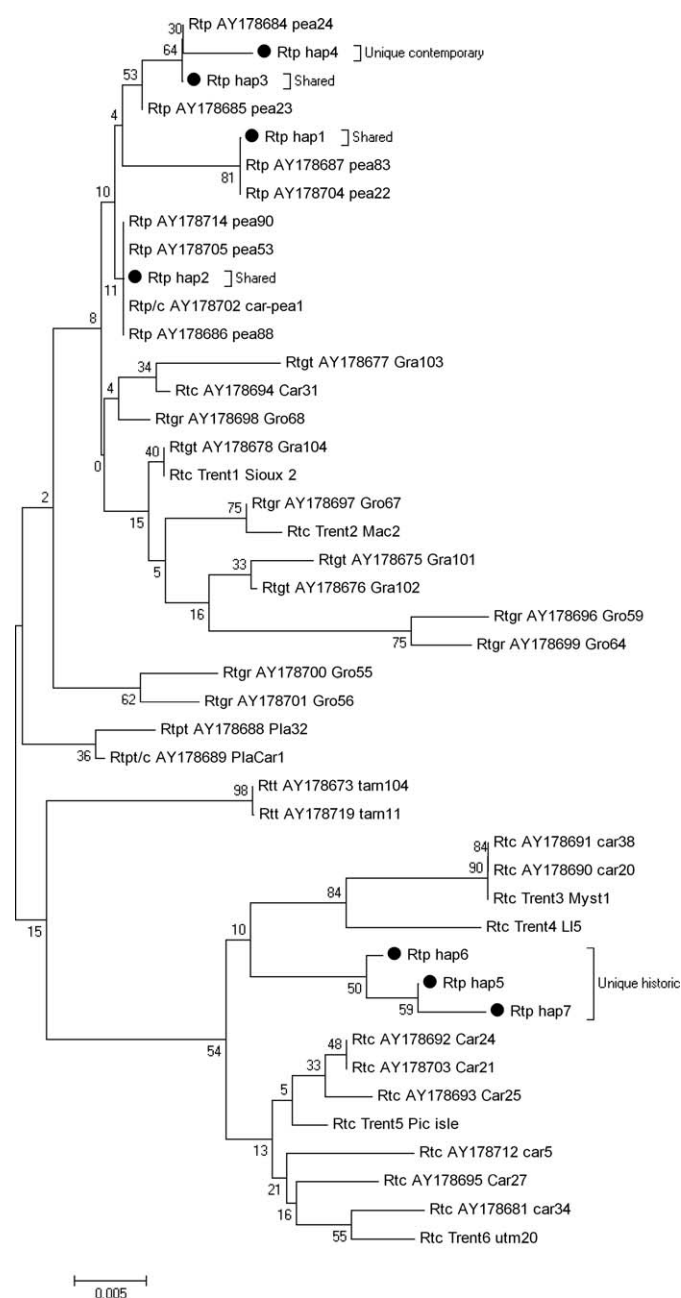 30
Rtp AY178684 pea24
64
Rtp hap4 Unique contemporary
53
Rtp hap3 Shared
Rtp AY178685 pea23
4
Rtp hap1 Shared
Rtp AY178687 pea83
81
Rtp AY178704 pea22
10
Rtp AY178714 pea90
Rtp AY178705 pea53
Rtp hap2 Shared
11
Rtp/c AY178702 car-pea1
8
Rtp AY178686 pea88
Rtgt AY178677 Gra103
34
Rtc AY178694 Car31
4
Rtgr AY178698 Gro68
Rtgt AY178678 Gra104
40
0
Rtc Trent1 Sioux 2
2
75
Rtgr AY178697 Gro67
15
Rtc Trent2 Mac2
Rtgt AY178675 Gra101
5
33
Rtgt AY178676 Gra102
16
Rtgr AY178696 Gro59
75
Rtgr AY178699 Gro64
Rtgr AY178700 Gro55
62
Rtgr AY178701 Gro56
Rtpt AY178688 Pla32
36
Rtpt/c AY178689 PlaCar1
Rtt AY178673 tam104
98
Rtt AY178719 tam11
84
Rtc AY178691 car38
90
Rtc AY178690 car20
84
Rtc Trent3 Myst1
Rtc Trent4 LI5
15
10
Rtp hap6
50
Rtp hap5 Unique historic
59
Rtp hap7
54
48
Rtc AY178692 Car24
33
Rtc AY178703 Car21
5
Rtc AY178693 Car25
Rtc Trent5 Pic isle
13
Rtc AY178712 car5
21
Rtc AY178695 Car27
16
Rtc AY178681 car34
55
Rtc Trent6 utm20
0.005